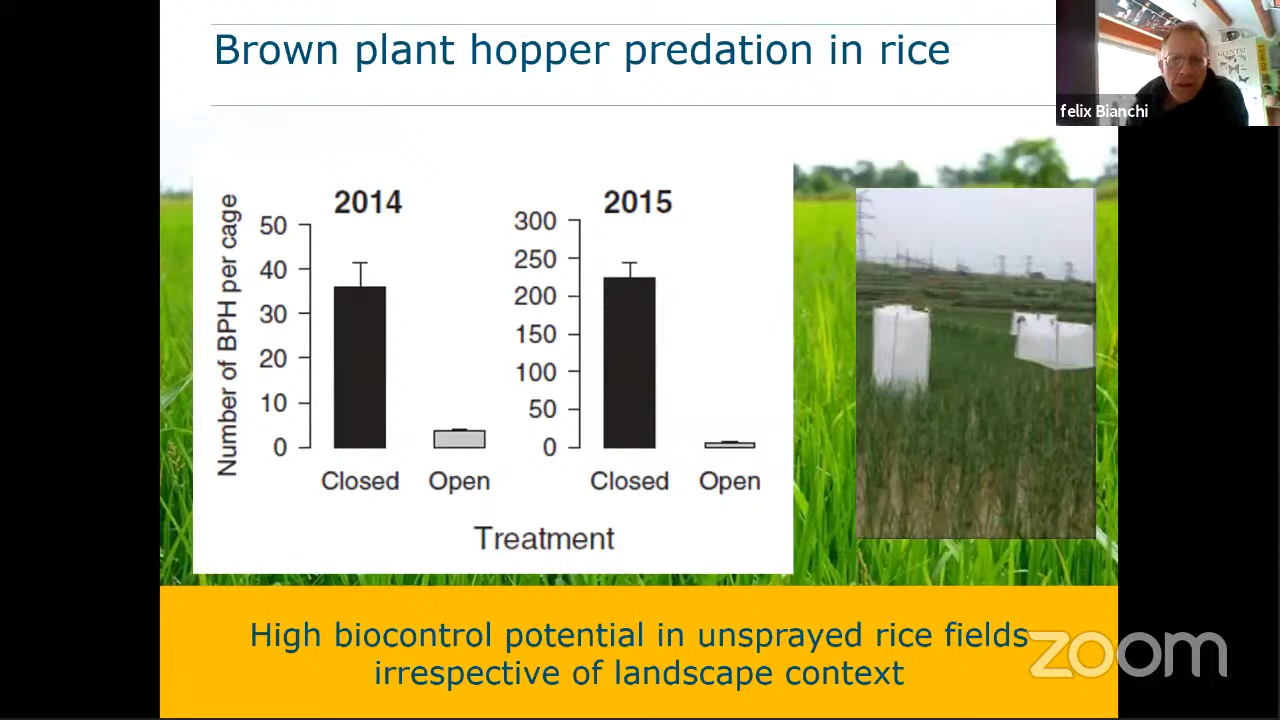 Brown plant hopper predation in rice
felix Bianchi
Number of BPH per cage
2014
50
40
30
20
10
0
Closed
Open
2015
300
250
200
150
100
50
0
Closed
Open
Treatment
High biocontrol potential in unsprayed rice fields
irrespective of landscape context
zoom